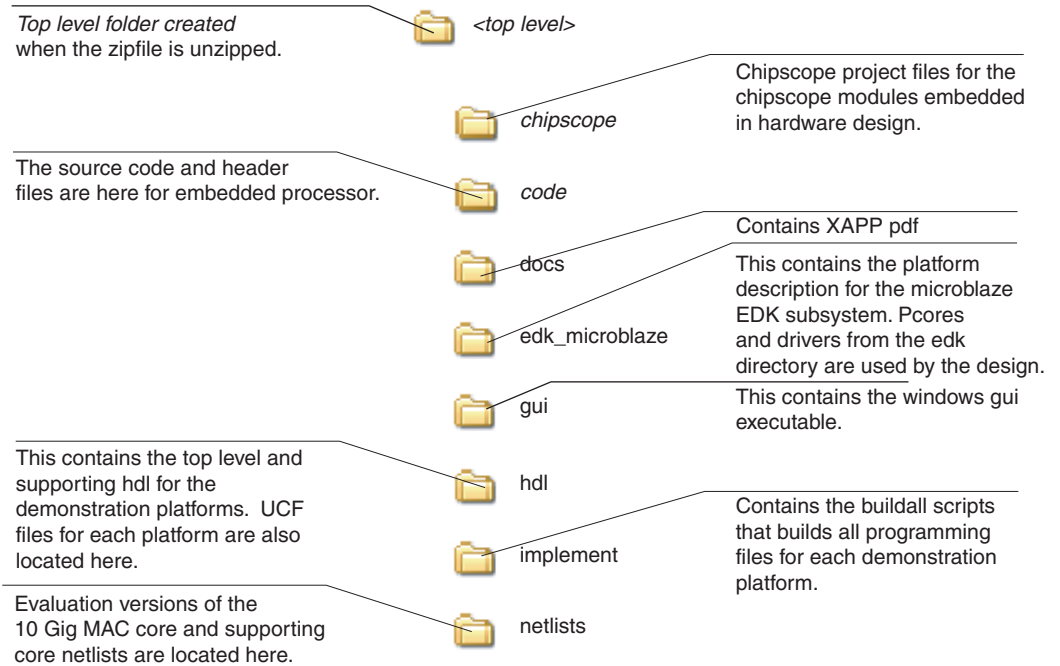 Top level folder created
when the zipfile is unzipped.
<top level>
Chipscope project files for the
chipscope modules embedded
in hardware design.
chipscope
The source code and header
files are here for embedded processor.
code
Contains XAPP pdf
docs
This contains the platform
description for the microblaze
EDK subsystem. Pcores
and drivers from the edk
directory are used by the design.
edk_microblaze
This contains the windows gui
executable.
gui
This contains the top level and
supporting hdl for the
demonstration platforms. UCF
files for each platform are also
located here.
hdl
Contains the buildall scripts
that builds all programming
files for each demonstration
platform.
implement
Evaluation versions of the
10 Gig MAC core and supporting
core netlists are located here.
netlists